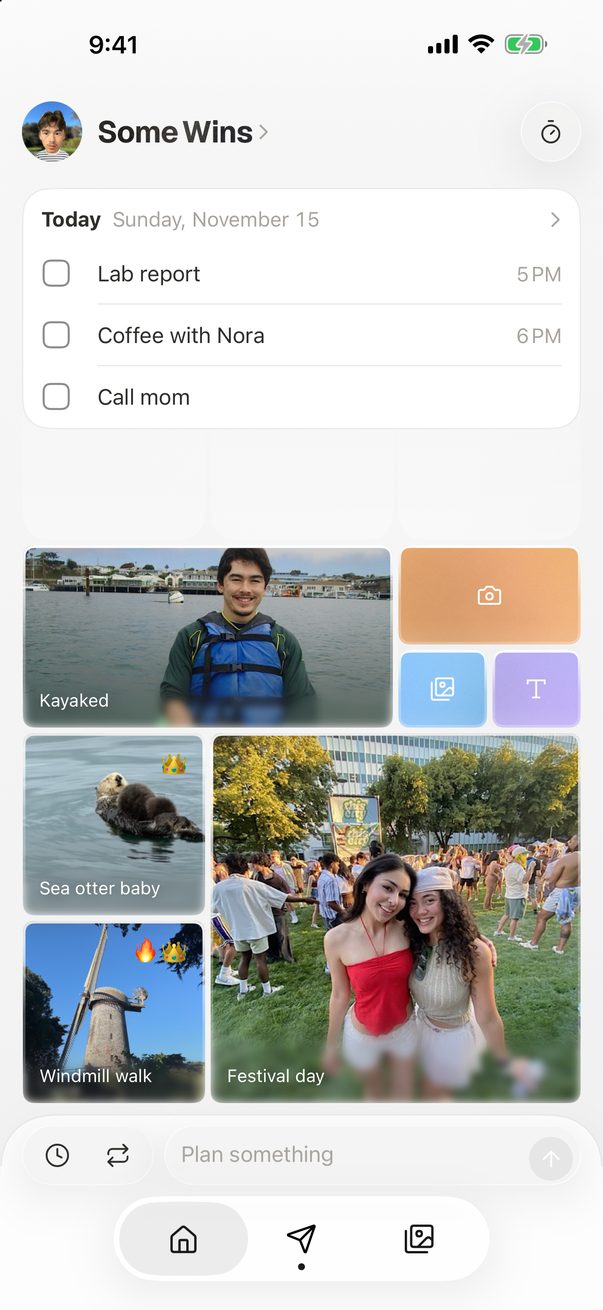 9:41
Some Wins
Today Sunday, November 15
Lab report 5 PM
Coffee with Nora 6 PM
Call mom
Kayaked
T
Sea otter baby
Windmill walk
Festival day
Plan something